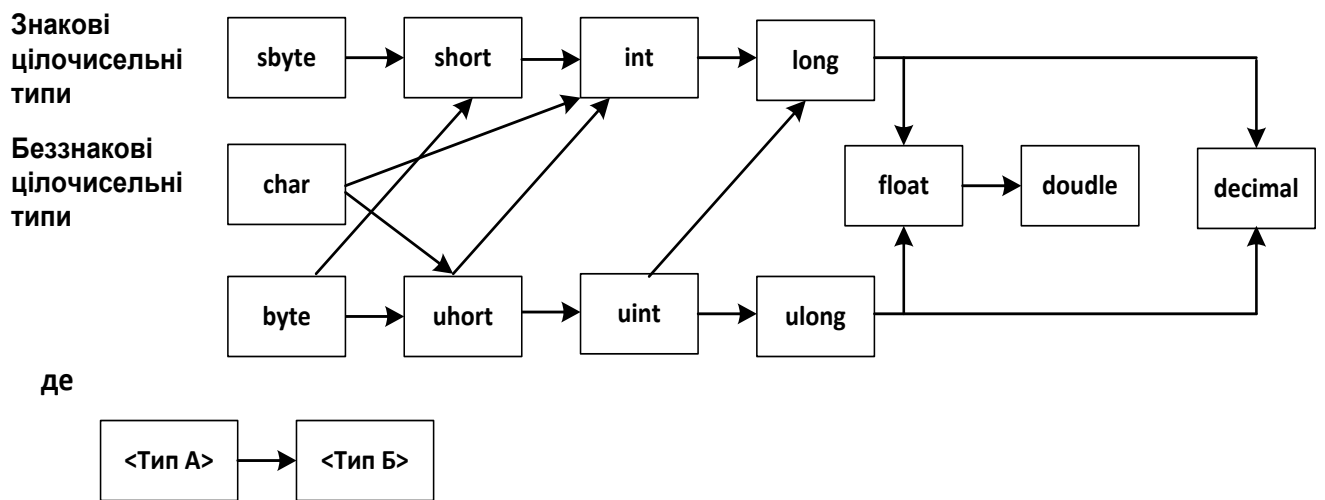 Знакові
цілочисельні
типи
sbyte
short
int
long
Беззнакові
цілочисельні
типи
char
float
doudle
decimal
byte
uhort
uint
ulong
де
<Тип А>
<Тип Б>